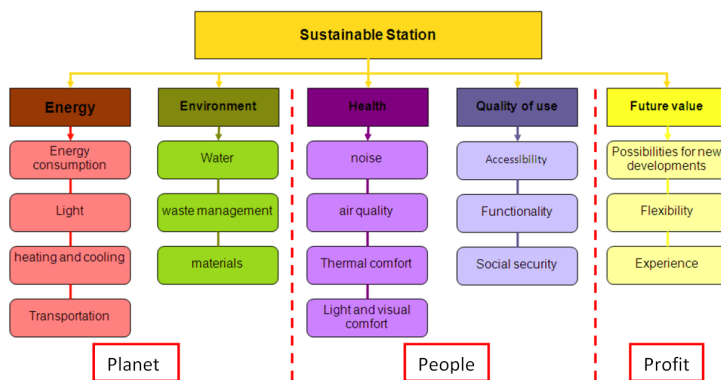 Sustainable Station
Energy
Environment
Health
Quality of use
Future value
Energy
consumption
Light
heating and cooling
Transportation
Water
waste management
materials
noise
air quality
Thermal comfort
Light and visual
comfort
Accessibility
Functionality
Social security
Possibilities for new
developments
Flexibility
Experience
Planet
People
Profit